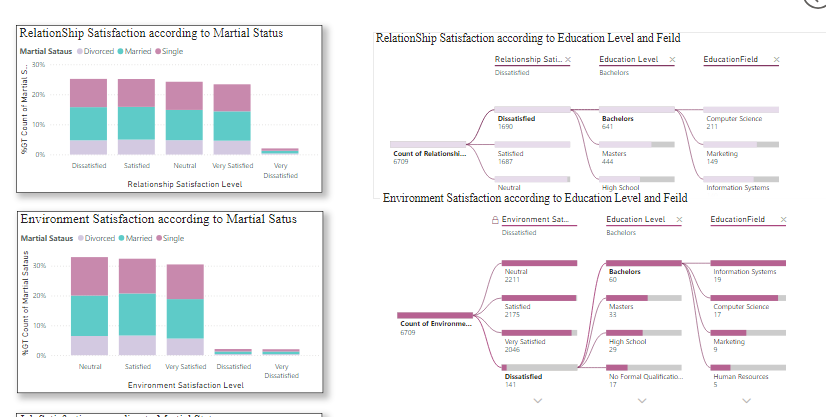 RelationShip Satisfaction according to Martial Status
Martial Sataus Divorced Married Single
%GT Count of Martial S...
30%
20%
10%
0%
Dissatisfied Satisfied Neutral Very Satisfied Very Dissatisfied
Relationship Satisfaction Level
Environment Satisfaction according to Martial Satus
Martial Sataus Divorced Married Single
%GT Count of Martial Sataus
30%
20%
10%
0%
Neutral Satisfied Very Satisfied Dissatisfied Very Dissatisfied
Environment Satisfaction Level
RelationShip Satisfaction according to Education Level and Feild
Relationship Sati... Education Level EducationField
Dissatisfied Bachelors
Count of Relationshi...
6709
Dissatisfied
1690
Satisfied
1687
Neutral
Bachelors
641
Masters
444
High School
Computer Science
211
Marketing
149
Information Systems
Environment Satisfaction according to Education Level and Feild
Environment Sat... Education Level EducationField
Dissatisfied Bachelors
Count of Environme...
6709
Neutral
2211
Satisfied
2175
Very Satisfied
2046
Dissatisfied
141
Bachelors
60
Masters
33
High School
29
No Formal Qualificatio...
17
Information Systems
19
Computer Science
17
Marketing
9
Human Resources
5